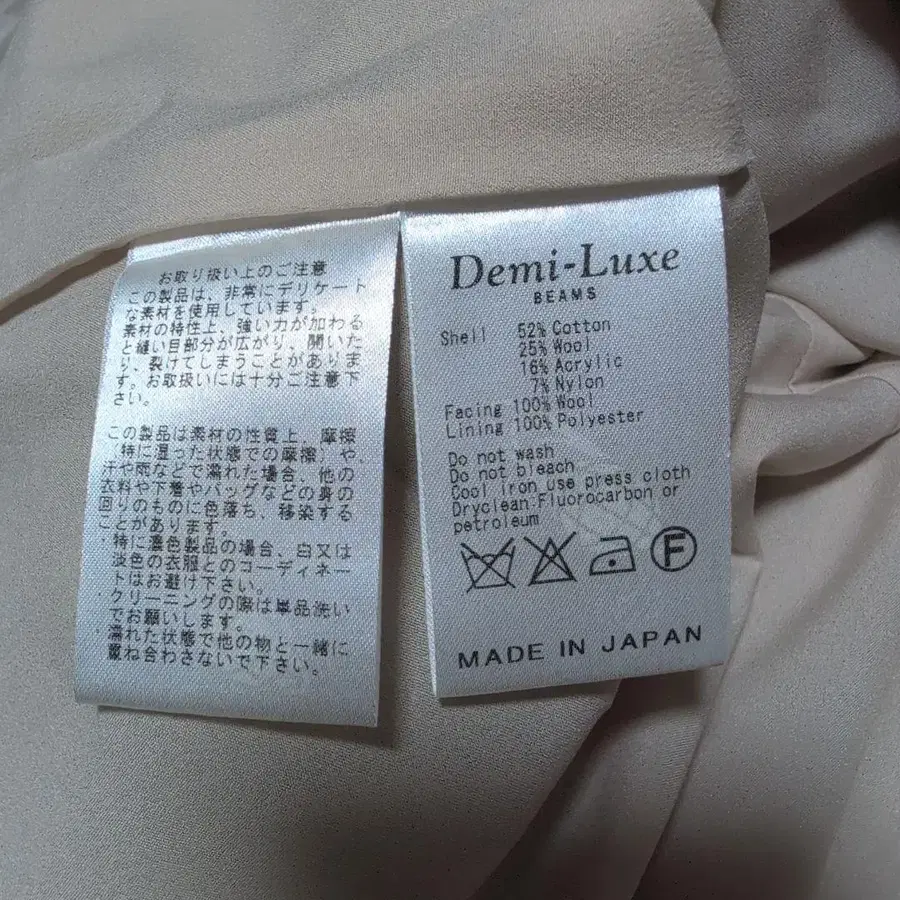 お取り扱い上のご注意
この製品は、非常にデリケート
な素材を使用しています。
素材の特性上、強い力が加わる
と縫い目部分が広がり、開いた
り、裂けてしまうことがありま
す。お取扱いには十分ご注意下
さい。
この製品は素材の性質上、摩擦
（特に湿った状態での摩擦）や、
汗や雨などで濡れた場合、他の
衣料や下着やバッグなどの身の
回りのものに色落ち、移染する
ことがあります。
・特に濃色製品の場合、白又は
淡色の衣服とのコーディネー
トはお避け下さい。
・クリーニングの際は単品洗い
でお願いします。
・濡れた状態で他の物と一緒に
重ね合わさないで下さい。
Demi-Luxe
BEAMS
Shell 52% Cotton
25% Wool
16% Acrylic
7% Nylon
Facing 100% Wool
Lining 100% Polyester
Do not wash
Do not bleach
Cool iron use press cloth
Dryclean,Fluorocarbon or
petroleum
F
MADE IN JAPAN